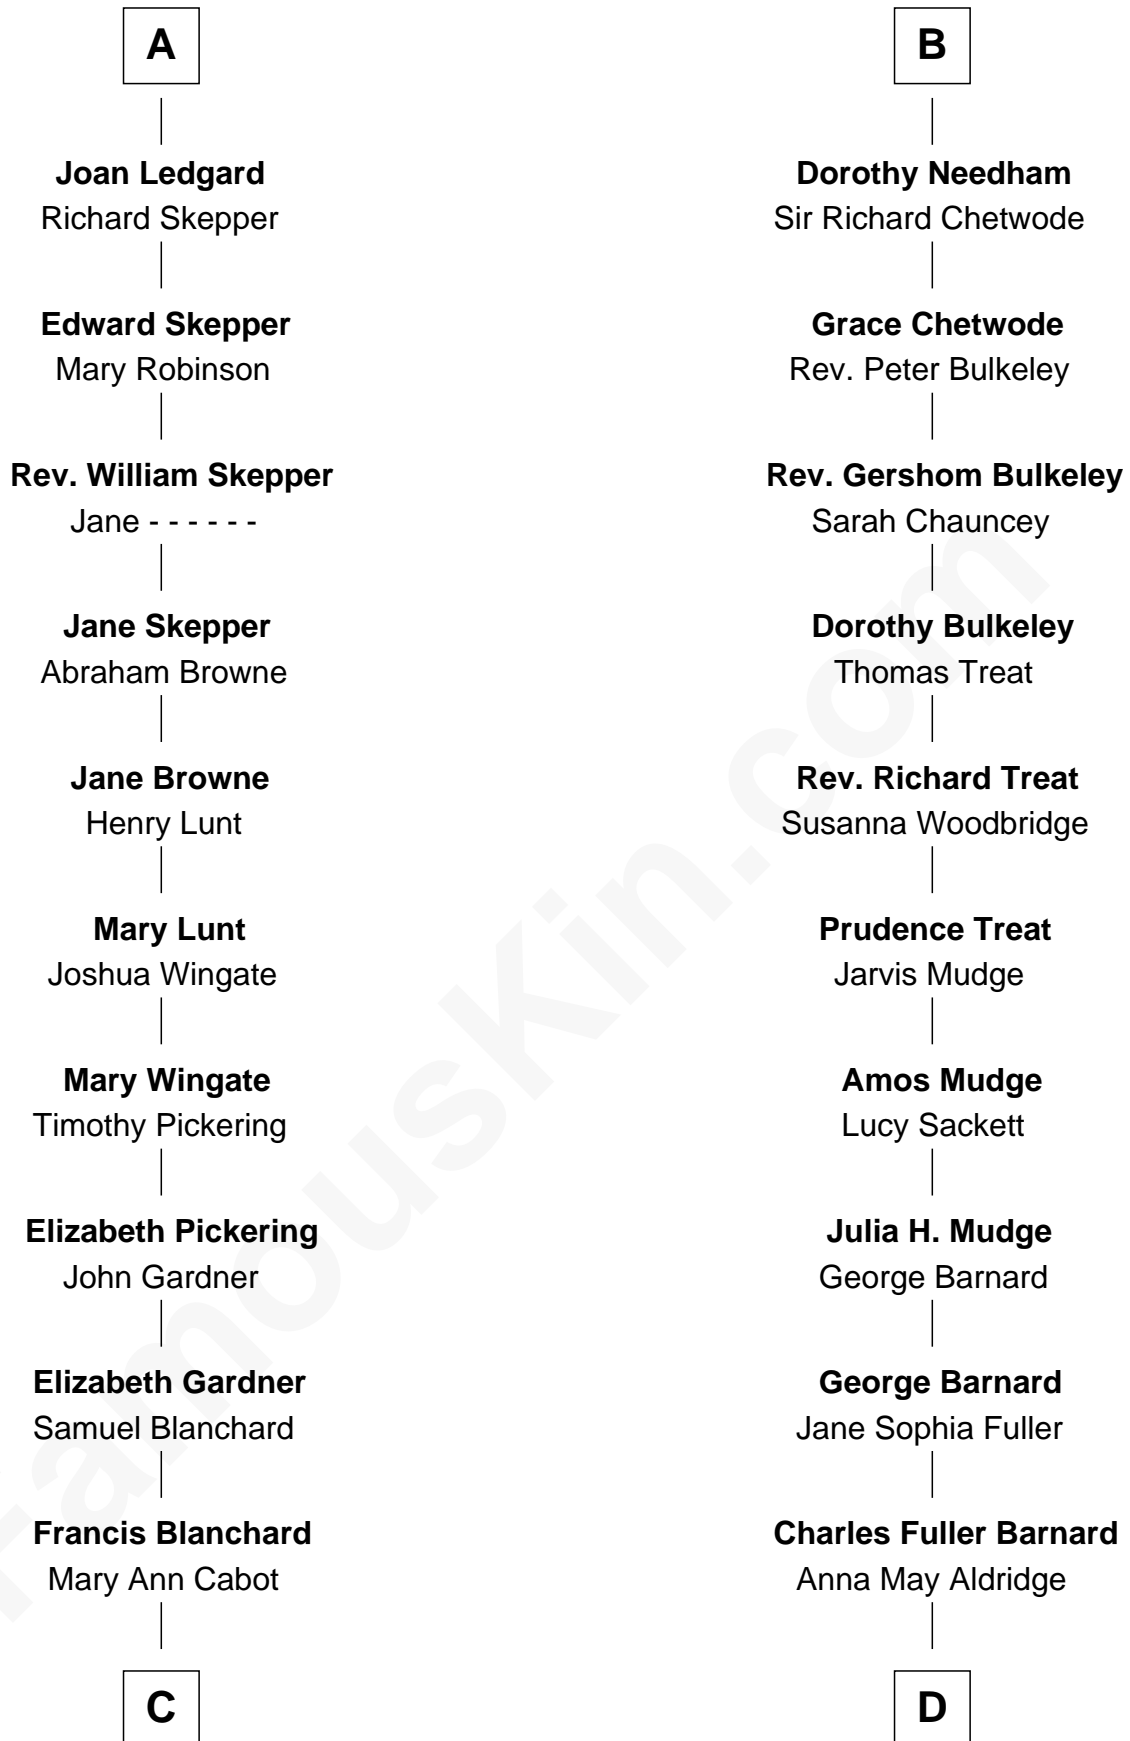 A
Joan Ledgard
Richard Skepper
Edward Skepper
Mary Robinson
Rev. William Skepper
Jane - - - - - -
Jane Skepper
Abraham Browne
Jane Browne
Henry Lunt
Mary Lunt
Joshua Wingate
Mary Wingate
Timothy Pickering
Elizabeth Pickering
John Gardner
Elizabeth Gardner
Samuel Blanchard
Francis Blanchard
Mary Ann Cabot
C
B
Dorothy Needham
Sir Richard Chetwode
Grace Chetwode
Rev. Peter Bulkeley
Rev. Gershom Bulkeley
Sarah Chauncey
Dorothy Bulkeley
Thomas Treat
Rev. Richard Treat
Susanna Woodbridge
Prudence Treat
Jarvis Mudge
Amos Mudge
Lucy Sackett
Julia H. Mudge
George Barnard
George Barnard
Jane Sophia Fuller
Charles Fuller Barnard
Anna May Aldridge
D
FamousKin.com